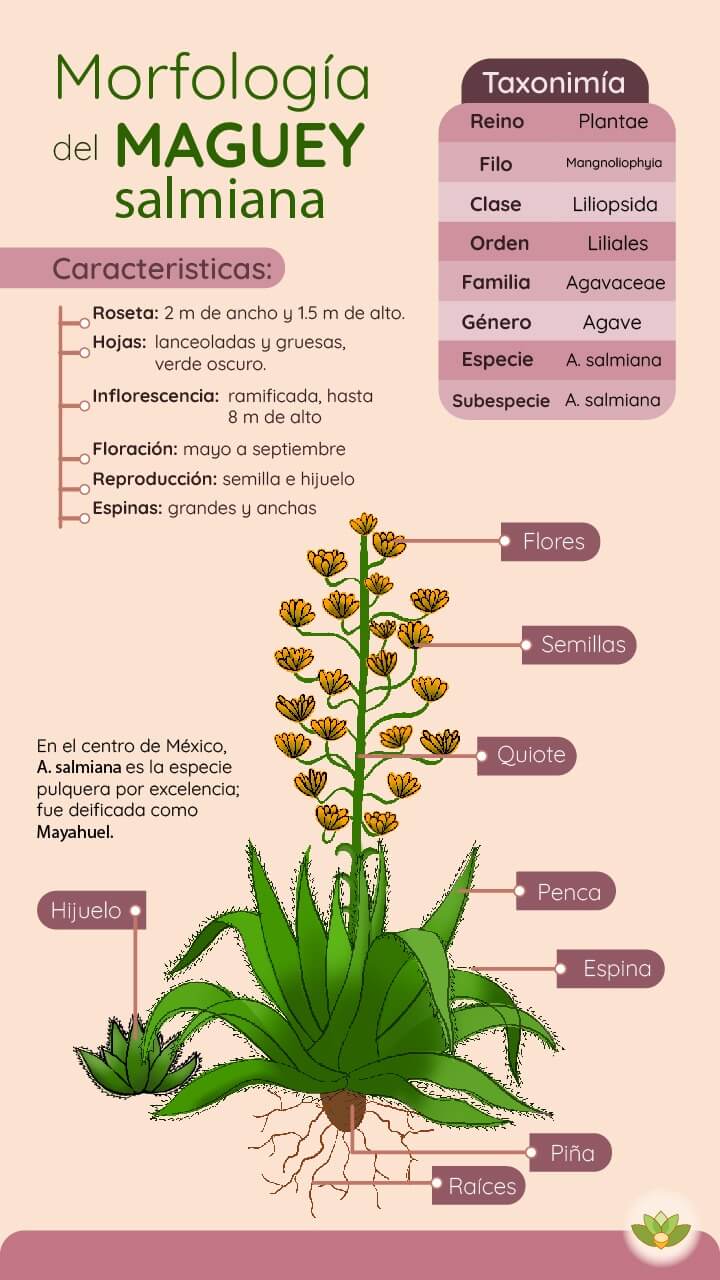 Morfología
del MAGUEY
salmiana
Taxonimía
Reino Plantae
Filo Mangnoliophyia
Clase Liliopsida
Orden Liliales
Familia Agavaceae
Género Agave
Especie A. salmiana
Subespecie A. salmiana
Caracteristicas:
Roseta: 2 m de ancho y 1.5 m de alto.
Hojas: lanceoladas y gruesas,
verde oscuro.
Inflorescencia: ramificada, hasta
8 m de alto
Floración: mayo a septiembre
Reproducción: semilla e hijuelo
Espinas: grandes y anchas
Flores
Semillas
Quiote
En el centro de México,
A. salmiana es la especie
pulquera por excelencia;
fue deificada como
Mayahuel.
Penca
Hijuelo
Espina
Piña
Raíces